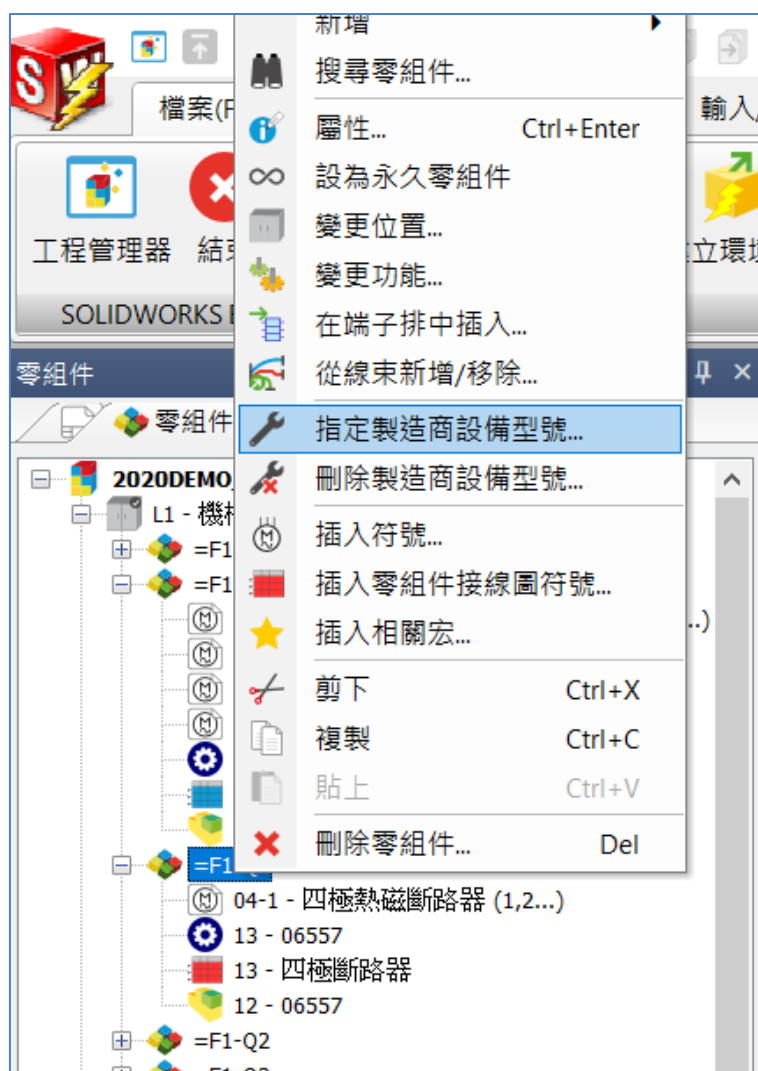 新增
搜尋零組件...
檔案(F
輸入/
屬性... Ctrl+Enter
設為永久零組件
變更位置...
工程管理器
結
立環境
變更功能...
SOLIDWORKS
在端子排中插入...
零組件
從線束新增/移除...
零組件
指定製造商設備型號...
2020DEMO
刪除製造商設備型號...
L1 - 機
插入符號...
=F1
=F1
插入零組件接線圖符號...
插入相關宏...
..)
剪下 Ctrl+X
複製 Ctrl+C
貼上 Ctrl+V
刪除零組件... Del
=F1-Q
04-1 - 四極熱磁斷路器 (1,2...)
13 - 06557
13 - 四極斷路器
12 - 06557
=F1-Q2